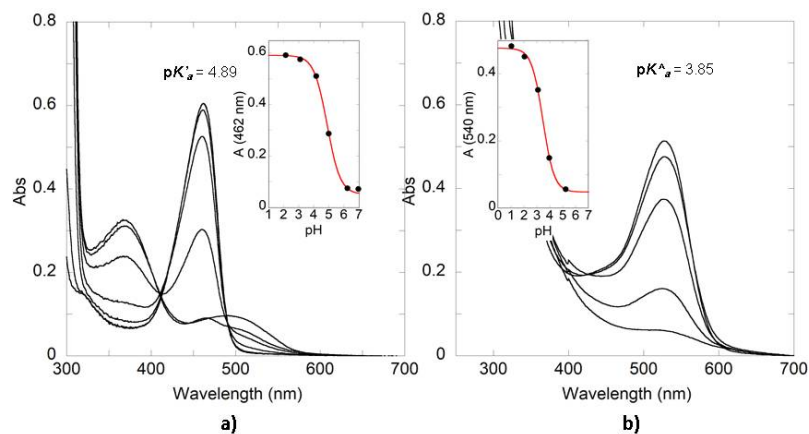 0.8
0.6
0.4
0.2
0
Abs
300 400 500 600 700
Wavelength (nm)
a)
pK'a = 4.89
0.6
0.4
0.2
0
A (462 nm)
1 2 3 4 5 6 7
pH
0.8
0.6
0.4
0.2
0
Abs
300 400 500 600 700
Wavelength (nm)
b)
0.4
0.2
0
A (540 nm)
0 1 2 3 4 5 6 7
pH
pK^a = 3.85